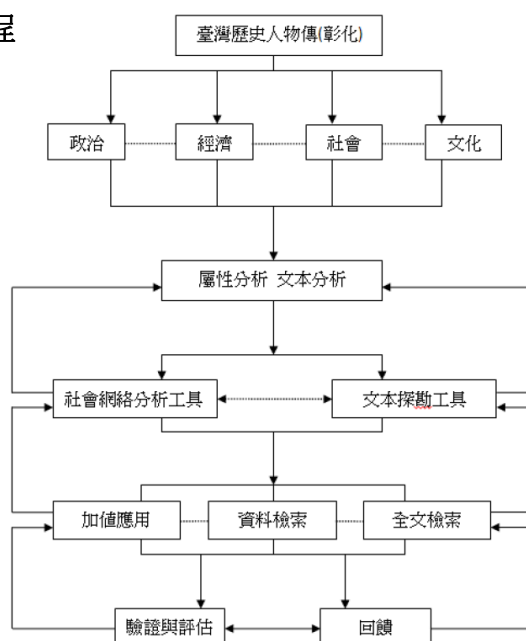 程
臺灣歷史人物傳(彰化)
政治 經濟 社會 文化
屬性分析 文本分析
社會網絡分析工具 文本探勘工具
加值應用 資料檢索 全文檢索
驗證與評估 回饋